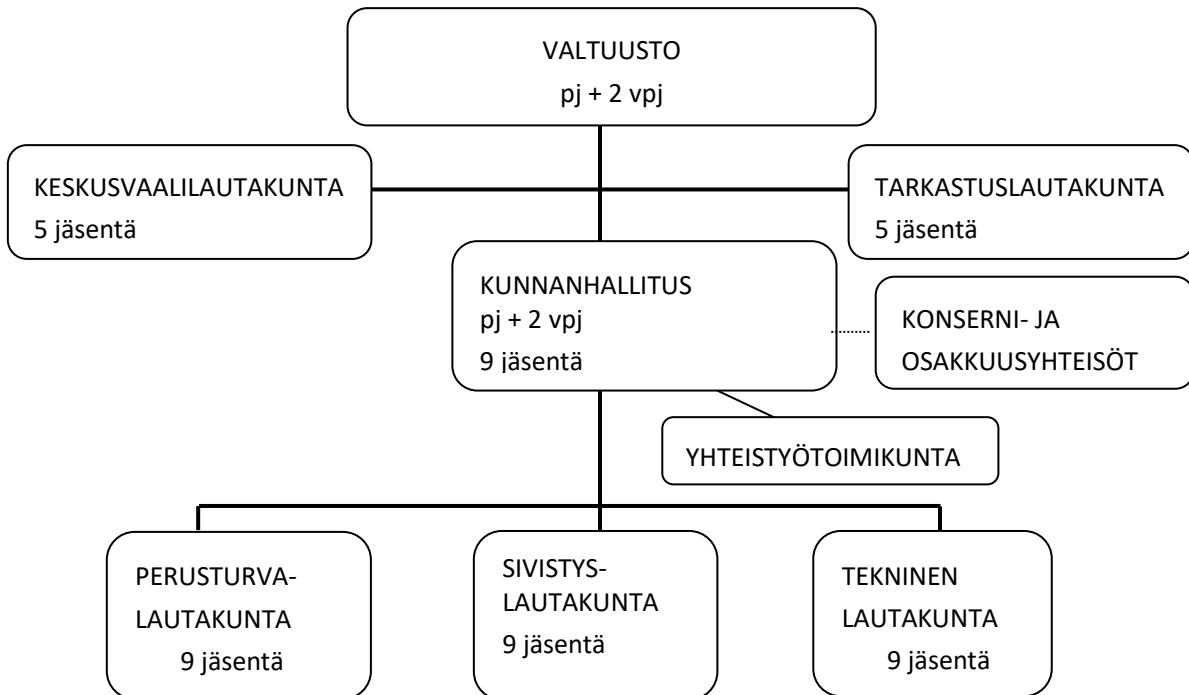 VALTUUSTO
pj + 2 vpj
KESKUSVAALILAUTAKUNTA
5 jäsentä
TARKASTUSLAUTAKUNTA
5 jäsentä
KUNNANHALLITUS
pj + 2 vpj
9 jäsentä
KONSERNI- JA
OSAKKUUSYHTEISÖT
YHTEISTYÖTOIMIKUNTA
PERUSTURVA-
LAUTAKUNTA
9 jäsentä
SIVISTYS-
LAUTAKUNTA
9 jäsentä
TEKNINEN
LAUTAKUNTA
9 jäsentä